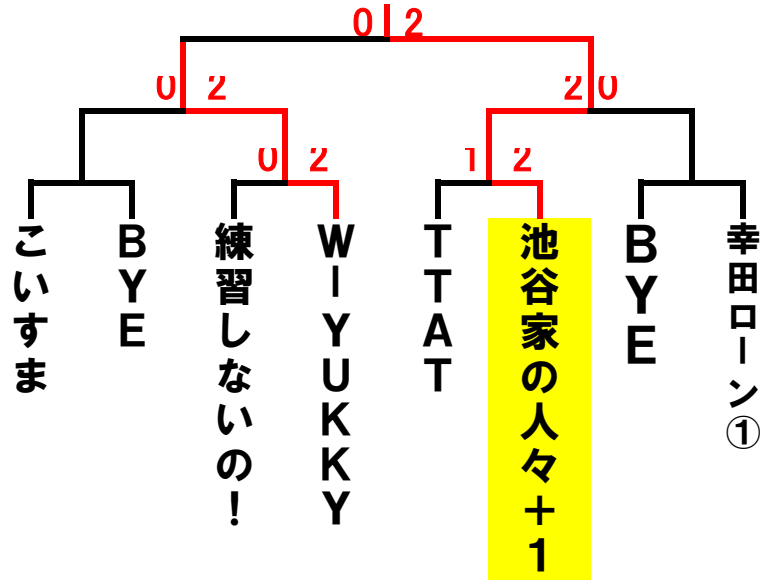 0 2
0 2
2 0
0 2
1 2
こいすま
BYE
練習しないの！
W－YUKKY
TTAT
池谷家の人々＋１
BYE
幸田ローン①